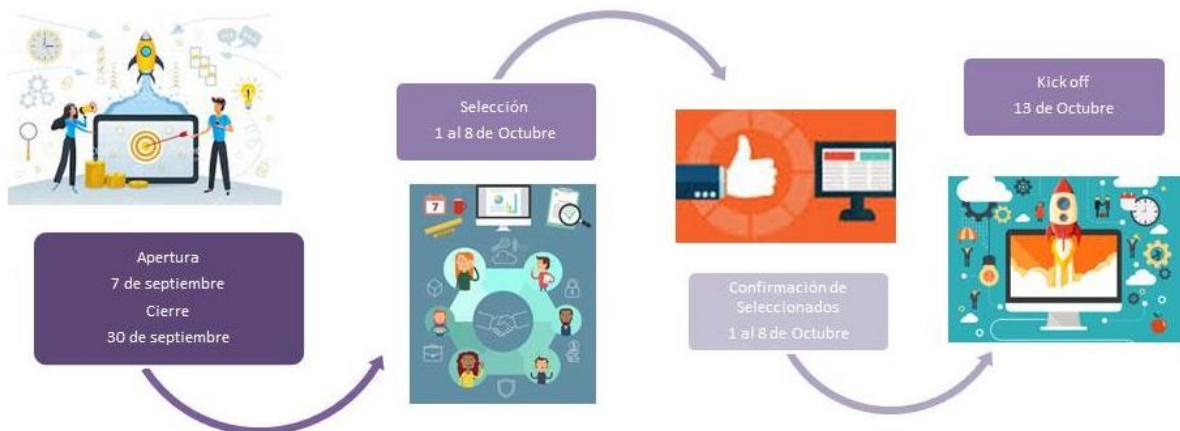 Apertura
7 de septiembre
Cierre
30 de septiembre
Selección
1 al 8 de Octubre
7
Confirmación de
Seleccionados
1 al 8 de Octubre
Kick off
13 de Octubre